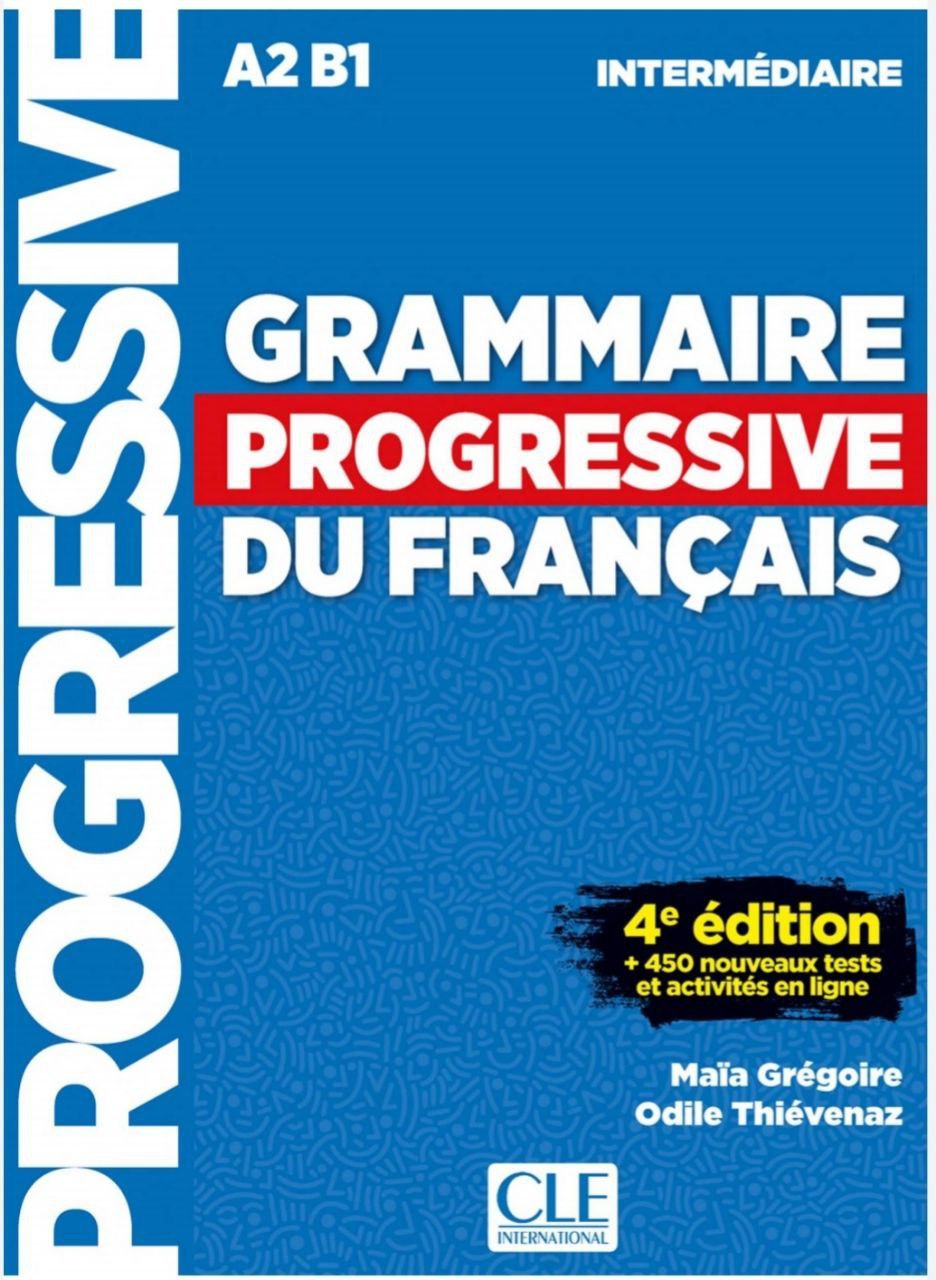 PROGRESSIVE
A2 B1
INTERMÉDIAIRE
GRAMMAIRE
PROGRESSIVE
DU FRANÇAIS
4e édition
+ 450 nouveaux tests
et activités en ligne
Maïa Grégoire
Odile Thiévenaz
CLE
INTERNATIONAL